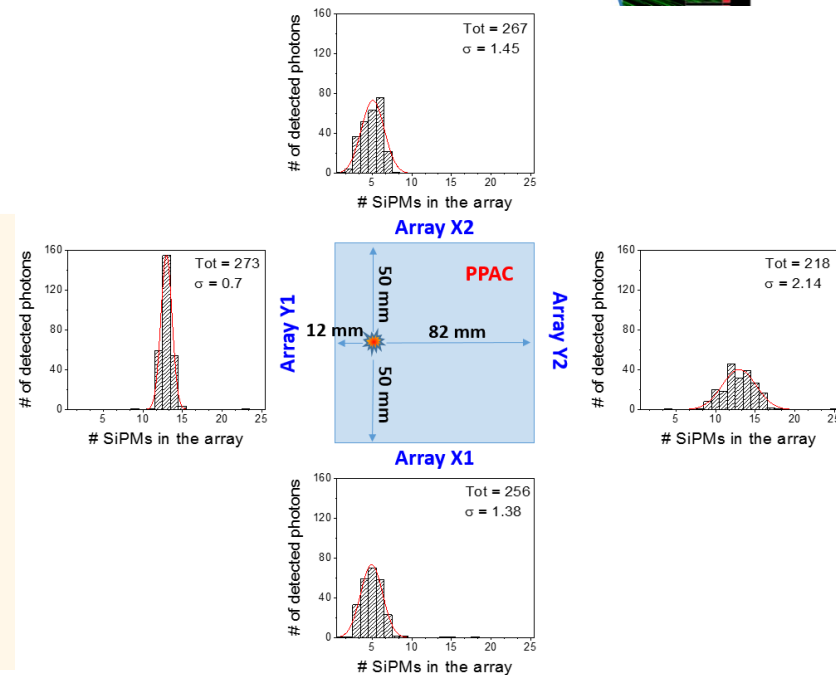 160
120
80
40
0
Tot = 267
σ = 1.45
# of detected photons
5 10 15 20 25
# SiPMs in the array
Array X2
160
120
80
40
0
Tot = 273
σ = 0.7
# of detected photons
5 10 15 20 25
# SiPMs in the array
Array Y1
PPAC
50 mm
12 mm
82 mm
50 mm
Array Y2
160
120
80
40
0
Tot = 218
σ = 2.14
# of detected photons
5 10 15 20 25
# SiPMs in the array
Array X1
160
120
80
40
0
Tot = 256
σ = 1.38
# of detected photons
5 10 15 20 25
# SiPMs in the array